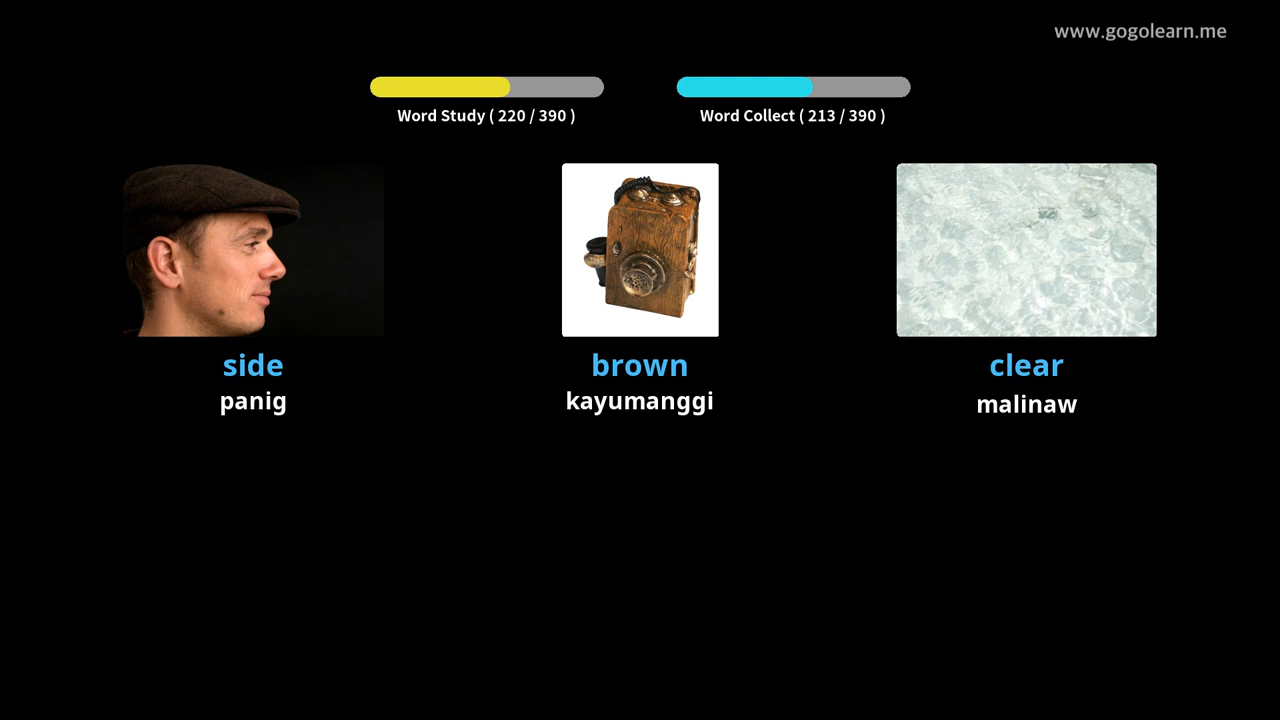 www.gogolearn.me
Word Study ( 220 / 390 )
Word Collect ( 213 / 390 )
side
brown
clear
panig
kayumanggi
malinaw